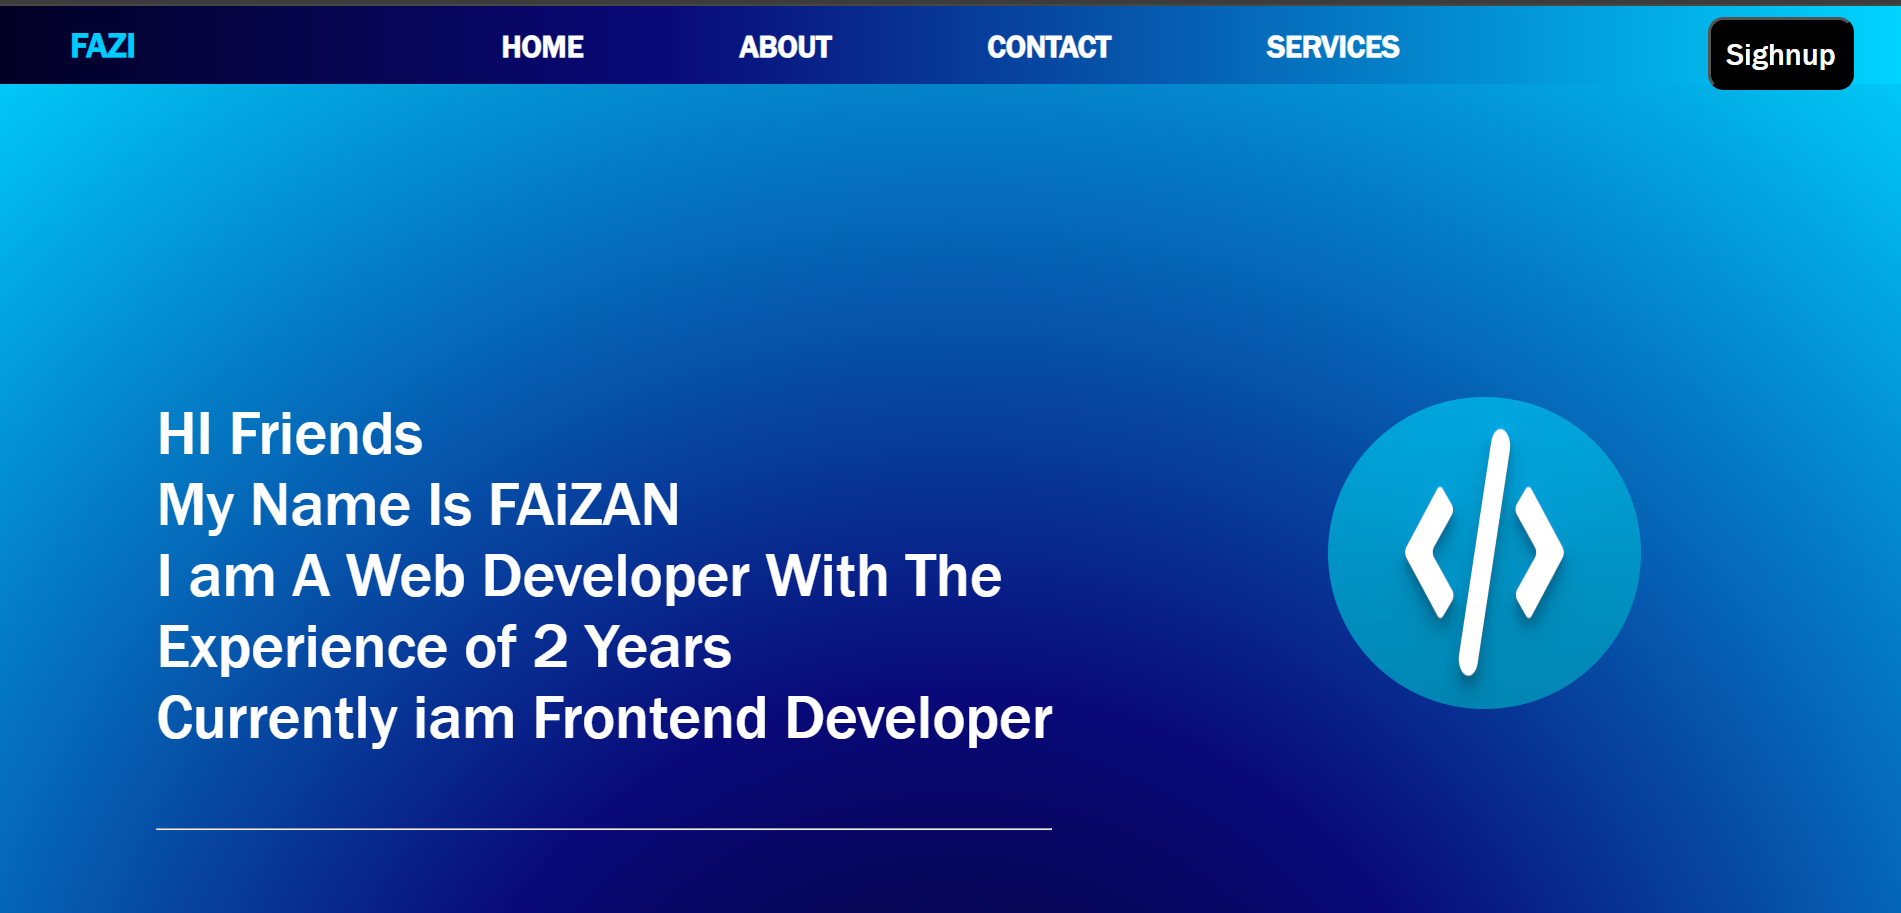 FAZI
HOME
ABOUT
CONTACT
SERVICES
Sighnup
HI Friends
My Name Is FAiZAN
I am A Web Developer With The
Experience of 2 Years
Currently iam Frontend Developer